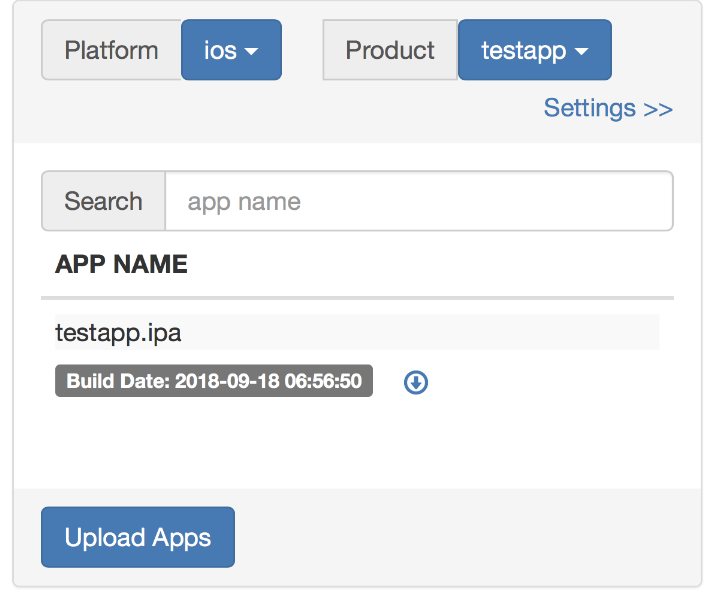 Platform ios Product testapp
Settings >>
Search app name
APP NAME
testapp.ipa
Build Date: 2018-09-18 06:56:50
Upload Apps